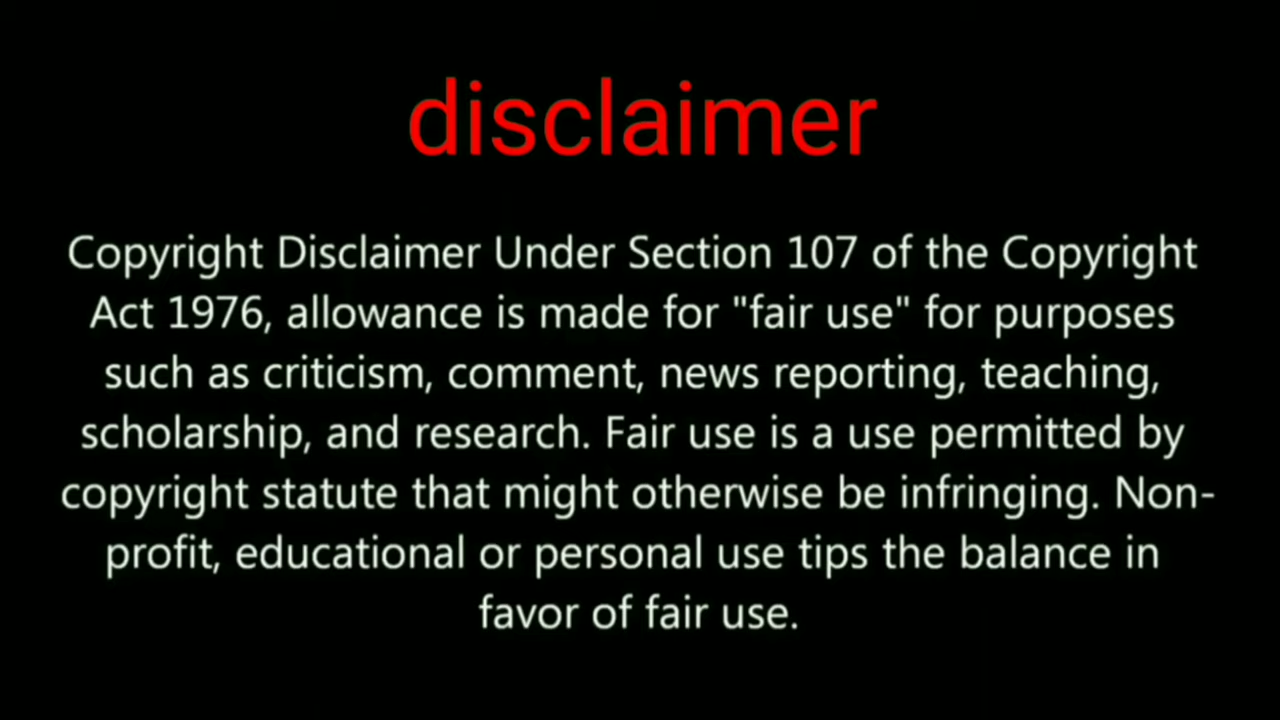 disclaimer
Copyright Disclaimer Under Section 107 of the Copyright
Act 1976, allowance is made for "fair use" for purposes
such as criticism, comment, news reporting, teaching,
scholarship, and research. Fair use is a use permitted by
copyright statute that might otherwise be infringing. Non-
profit, educational or personal use tips the balance in
favor of fair use.